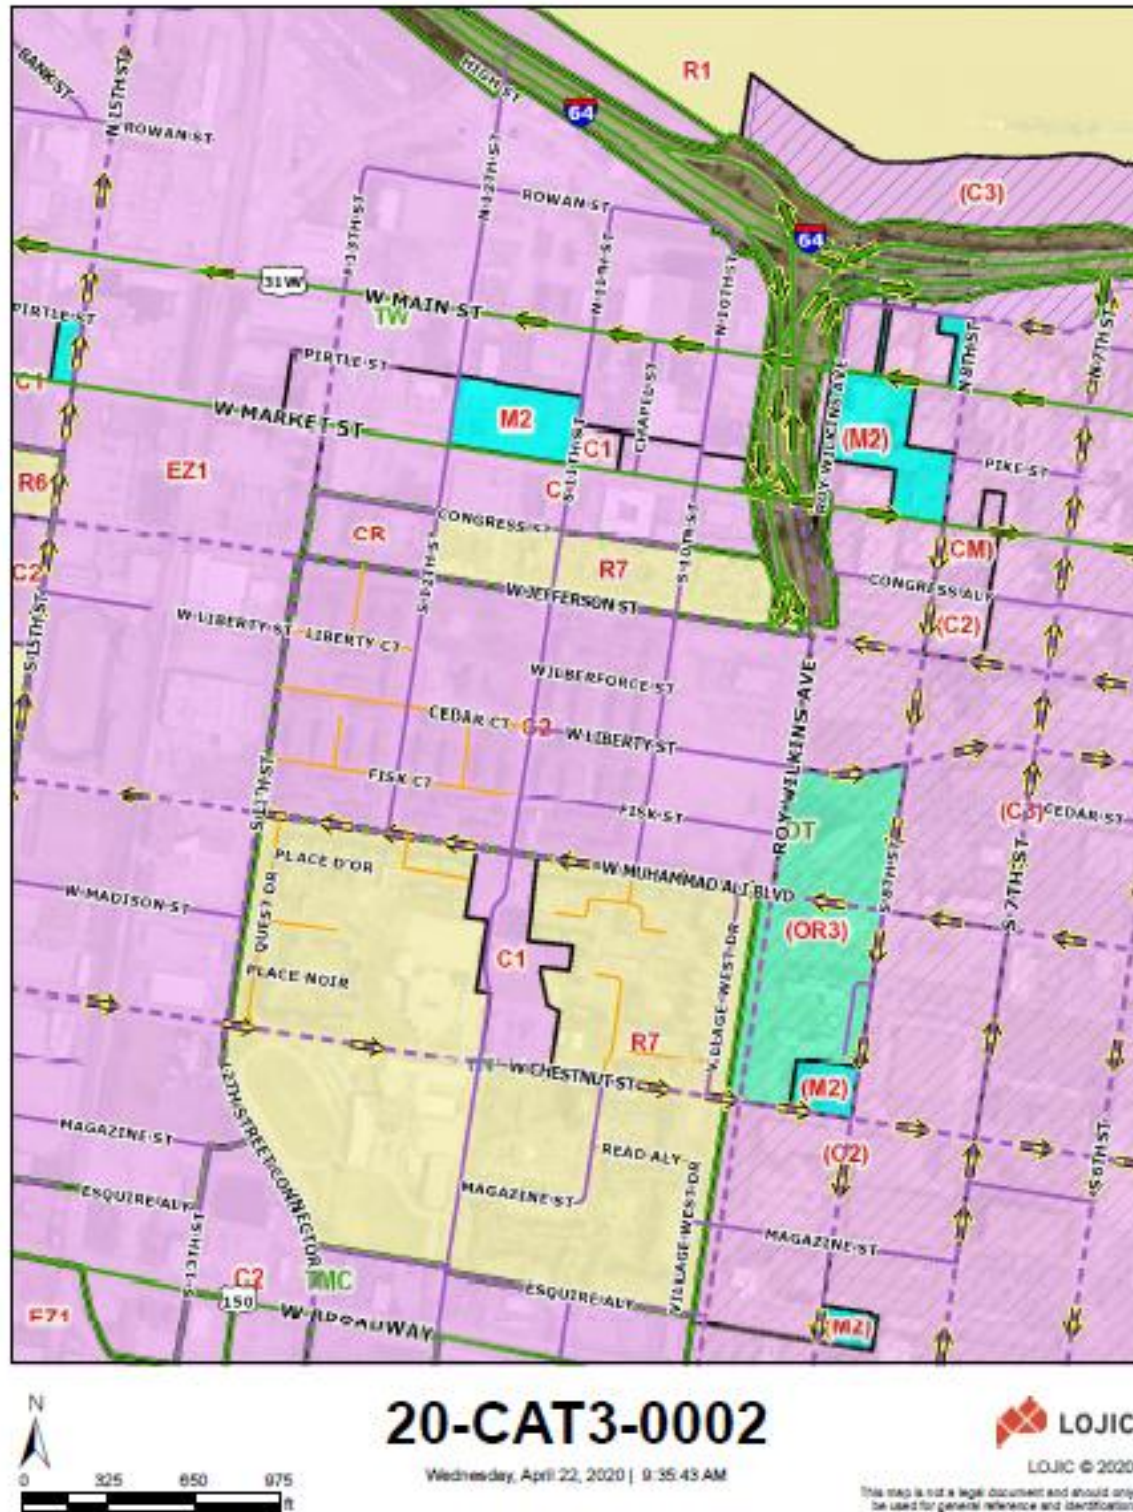 BANK ST
N 15TH ST
ROWAN ST
HIGH ST
64
R1
N 12TH ST
ROWAN ST
(C3)
64
S 13TH ST
N 11TH ST
N 10TH ST
31W
W MAIN ST
TW
PIRTLE ST
PIRTLE ST
N 8TH ST
N 7TH ST
C1
W MARKET ST
M2
C1
CHAPEL ST
ROY WILKINS AVE
(M2)
PIKE ST
R6
EZ1
S 11TH ST
CONGRESS ST
CR
S 12TH ST
R7
S 10TH ST
CM)
CONGRESS ALY
C2
W JEFFERSON ST
(C2)
S 15TH ST
W LIBERTY ST
LIBERTY CT
WILBERFORCE ST
CEDAR CT
C2
W LIBERTY ST
ROY WILKINS AVE
FISK CT
FISK ST
DT
(C3)
CEDAR ST
S 13TH ST
PLACE D'OR
W MUHAMMAD ALI BLVD
S 8TH ST
S 7TH ST
W MADISON ST
QUEST DR
C1
(OR3)
PLACE NOIR
VILLAGE WEST DR
R7
W CHESTNUT ST
(M2)
MAGAZINE ST
READ ALY
(C2)
S 6TH ST
ESQUIRE ALY
MAGAZINE ST
MAGAZINE ST
S 13TH ST
VILLAGE WEST DR
C2
TMC
ESQUIRE ALY
150
EZ1
W BROADWAY
(M2)
N
20-CAT3-0002
LOJIC
0 325 650 975
ft
Wednesday, April 22, 2020 | 9:35:43 AM
LOJIC © 2020
This map is not a legal document and should only
be used for general reference and identification